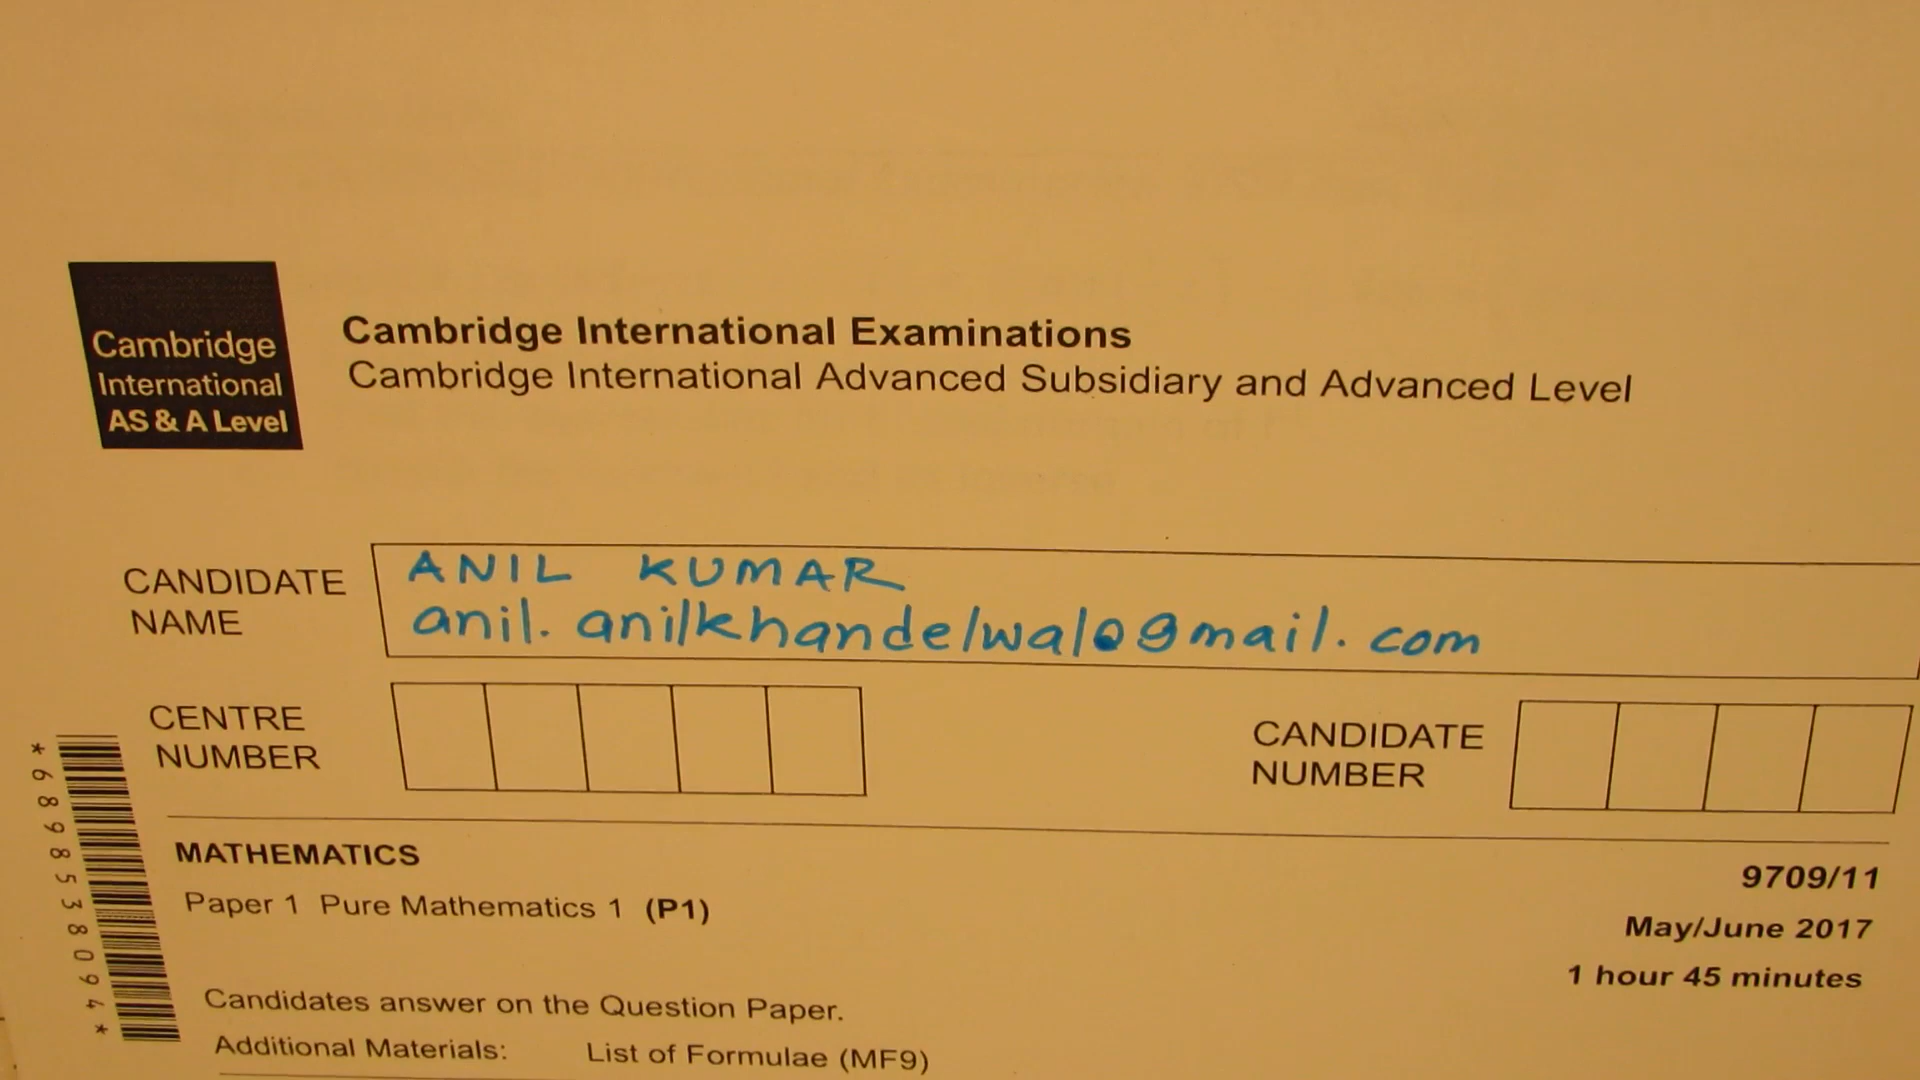 Cambridge
International
AS & A Level
Cambridge International Examinations
Cambridge International Advanced Subsidiary and Advanced Level
CANDIDATE
NAME
ANIL KUMAR
anil.anilkhandelwal@gmail.com
CENTRE
NUMBER
CANDIDATE
NUMBER
*6898538094*
MATHEMATICS
9709/11
Paper 1 Pure Mathematics 1 (P1)
May/June 2017
1 hour 45 minutes
Candidates answer on the Question Paper.
Additional Materials: List of Formulae (MF9)